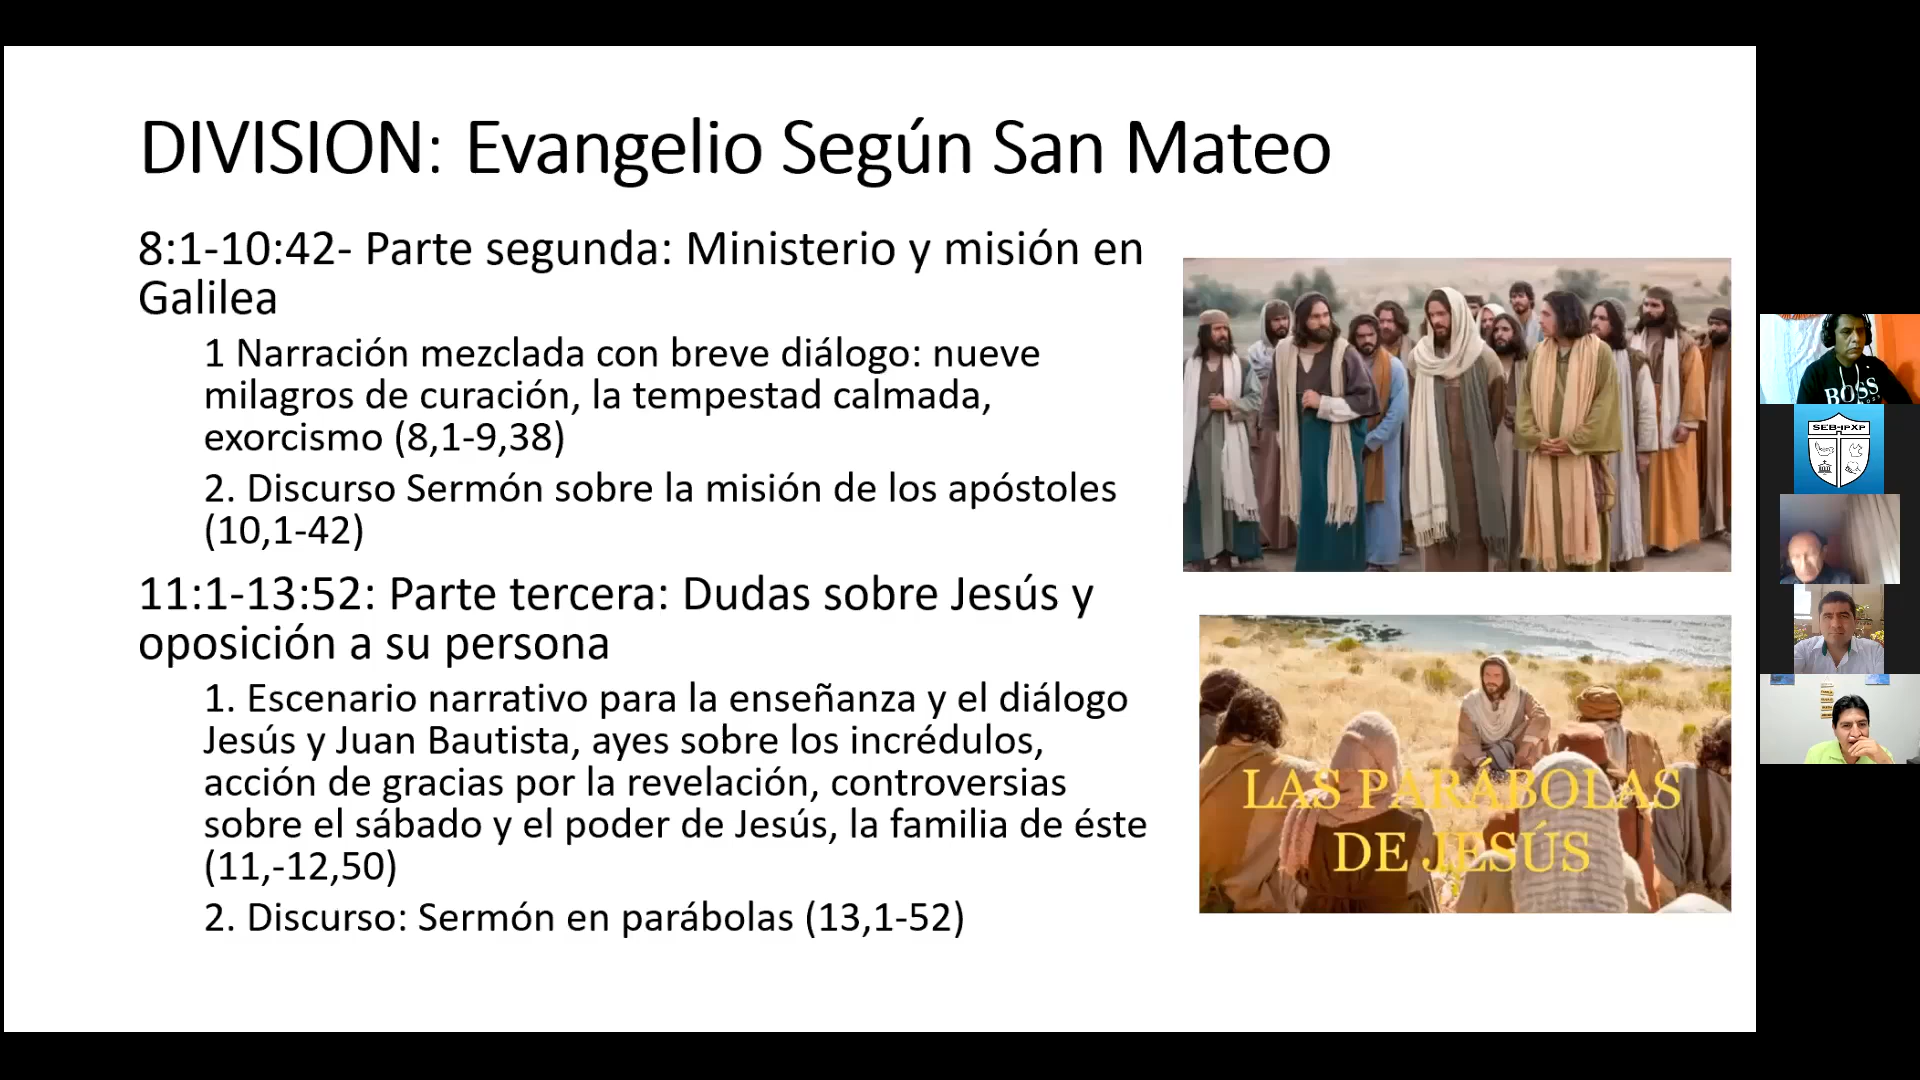 DIVISION: Evangelio Según San Mateo
8:1-10:42- Parte segunda: Ministerio y misión en
Galilea
1 Narración mezclada con breve diálogo: nueve
milagros de curación, la tempestad calmada,
exorcismo (8,1-9,38)
2. Discurso Sermón sobre la misión de los apóstoles
(10,1-42)
11:1-13:52: Parte tercera: Dudas sobre Jesús y
oposición a su persona
1. Escenario narrativo para la enseñanza y el diálogo
Jesús y Juan Bautista, ayes sobre los incrédulos,
acción de gracias por la revelación, controversias
sobre el sábado y el poder de Jesús, la familia de éste
(11,-12,50)
2. Discurso: Sermón en parábolas (13,1-52)
LAS PARÁBOLAS
DE JESÚS
BOSS
SEB-IPXP